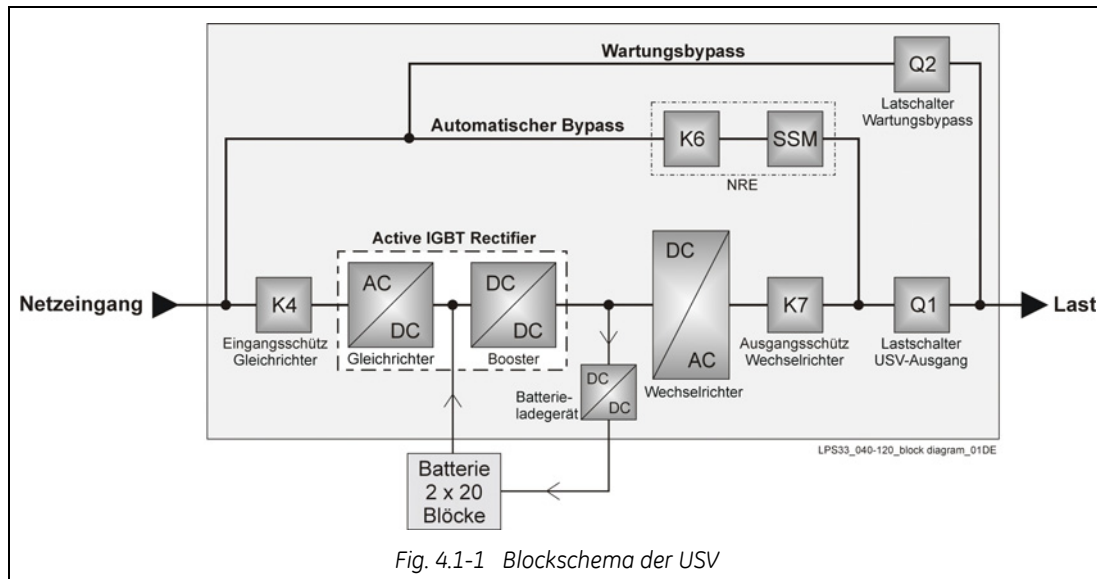 Wartungsbypass
Q2
Latschalter
Wartungsbypass
Automatischer Bypass
K6
SSM
NRE
Active IGBT Rectifier
Netzeingang
K4
Eingangsschütz
Gleichrichter
AC
DC
Gleichrichter
DC
DC
Booster
DC
AC
Wechselrichter
K7
Ausgangsschütz
Wechselrichter
Q1
Lastschalter
USV-Ausgang
Last
Batterie-
ladegerät
DC
DC
LPS33_040-120_block diagram_01DE
Batterie
2 x 20
Blöcke
Fig. 4.1-1 Blockschema der USV